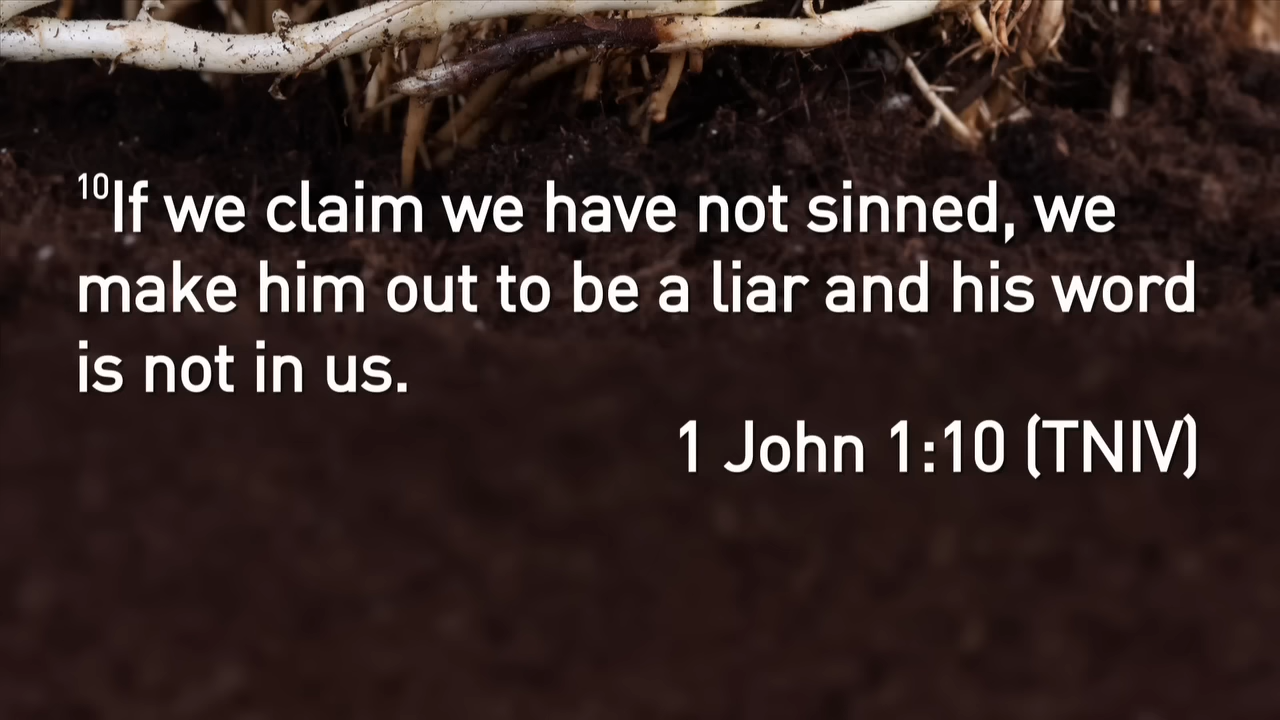 10If we claim we have not sinned, we
make him out to be a liar and his word
is not in us.
1 John 1:10 (TNIV)